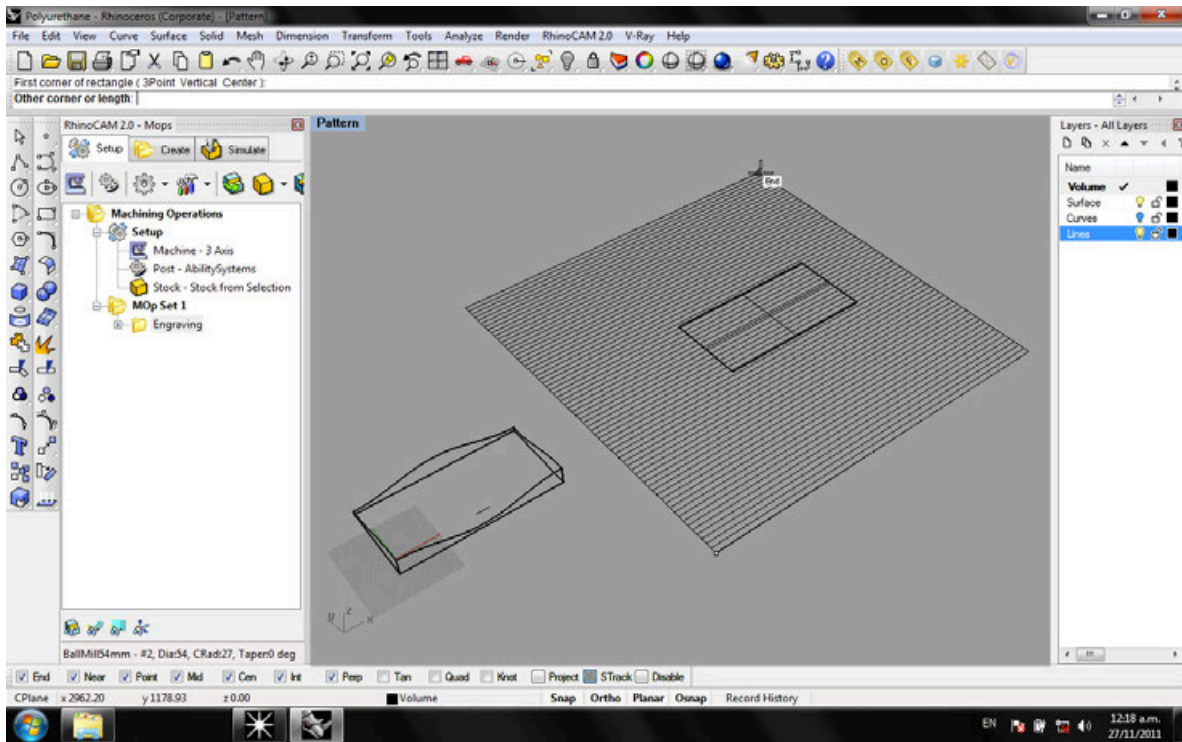 Polyurethane - Rhinoceros (Corporate) - [Pattern]
File Edit View Curve Surface Solid Mesh Dimension Transform Tools Analyze Render RhinoCAM 2.0 V-Ray Help
First corner of rectangle ( 3Point Vertical Center ):
Other corner or length:
RhinoCAM 2.0 - Mops
Setup Create Simulate
Machining Operations
Setup
Machine - 3 Axis
Post - AbilitySystems
Stock - Stock from Selection
MOp Set 1
Engraving
BallMill54mm - #2, Dia:54, CRad:27, Taper:0 deg
Pattern
End
y z x
Layers - All Layers
Name
Volume
Surface
Curves
Lines
End Near Point Mid Cen Int Perp Tan Quad Knot Project STrack Disable
CPlane x 2962.20 y 1178.93 z 0.00 Volume Snap Ortho Planar Osnap Record History
EN 12:18 a.m.
27/11/2011